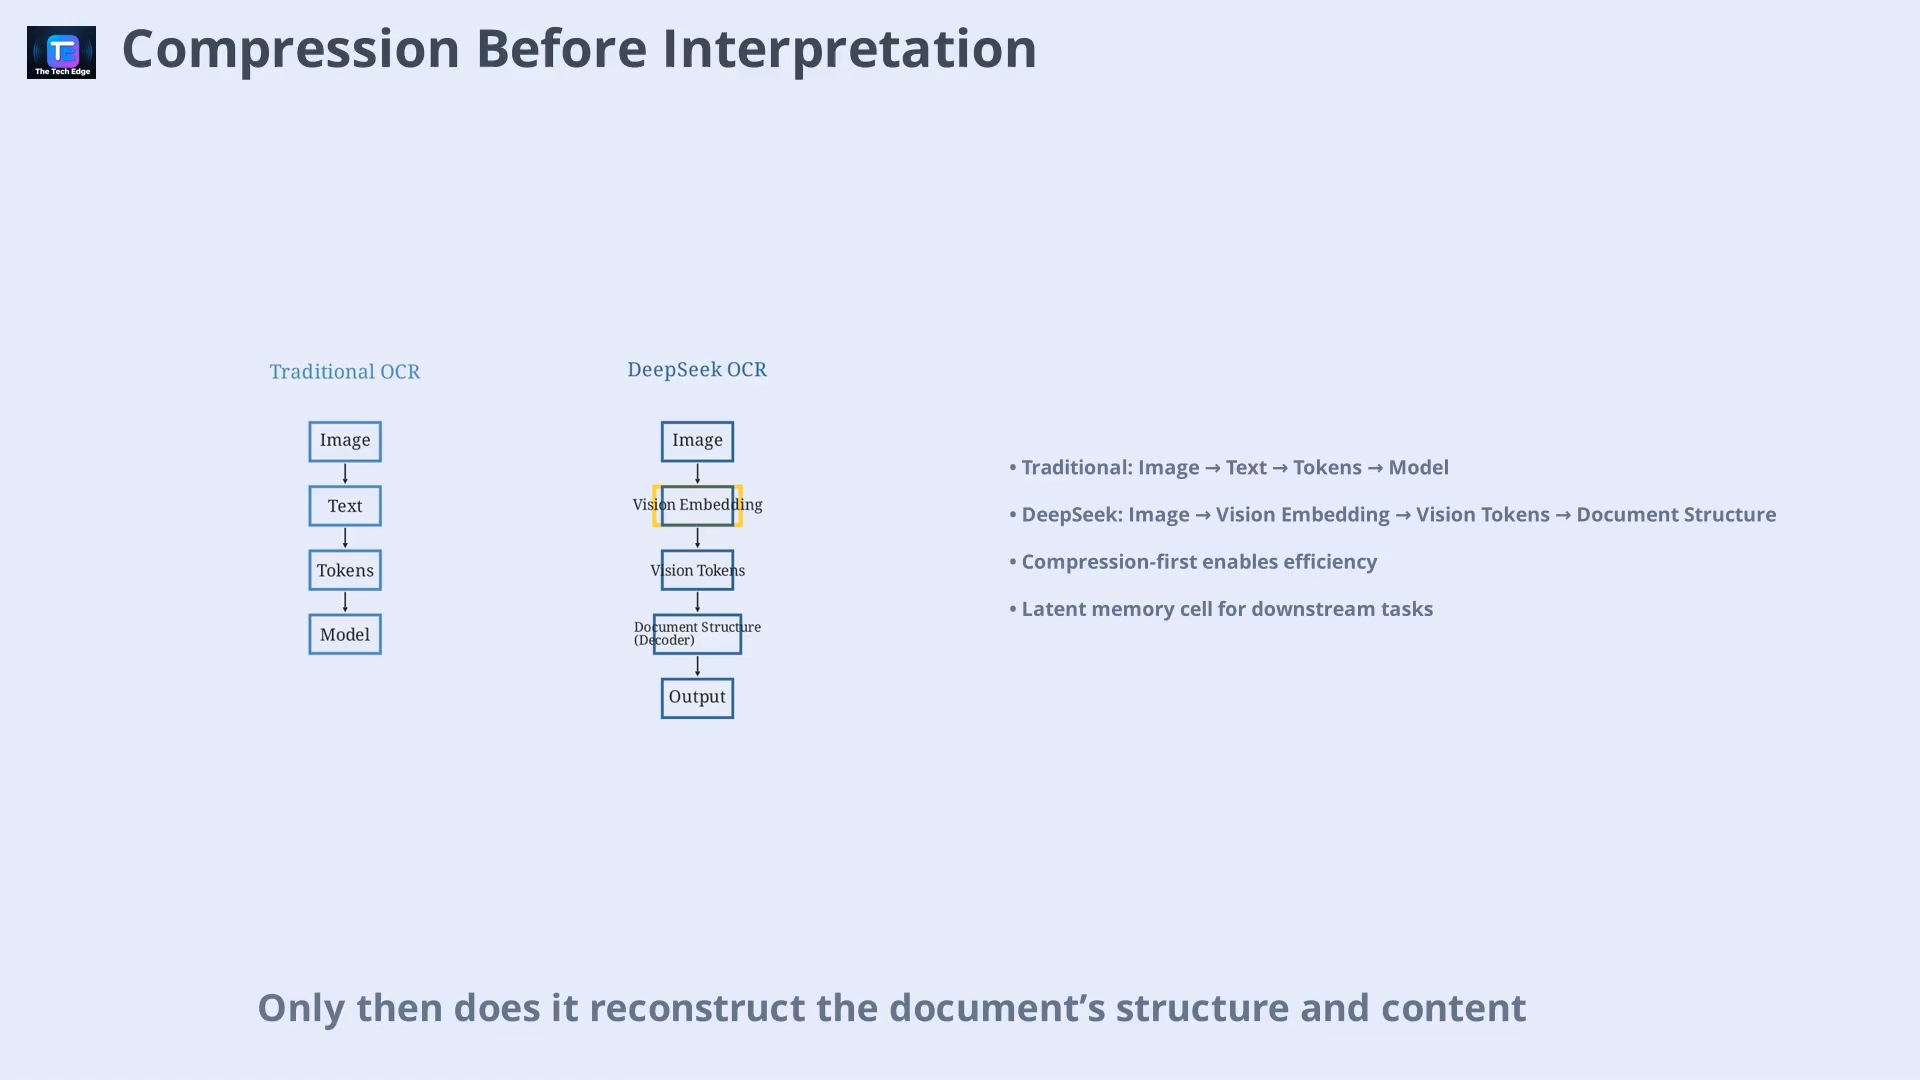 TE
The Tech Edge
Compression Before Interpretation
Traditional OCR
Image
Text
Tokens
Model
DeepSeek OCR
Image
Vision Embedding
Vision Tokens
Document Structure
(Decoder)
Output
• Traditional: Image → Text → Tokens → Model
• DeepSeek: Image → Vision Embedding → Vision Tokens → Document Structure
• Compression-first enables efficiency
• Latent memory cell for downstream tasks
Only then does it reconstruct the document’s structure and content